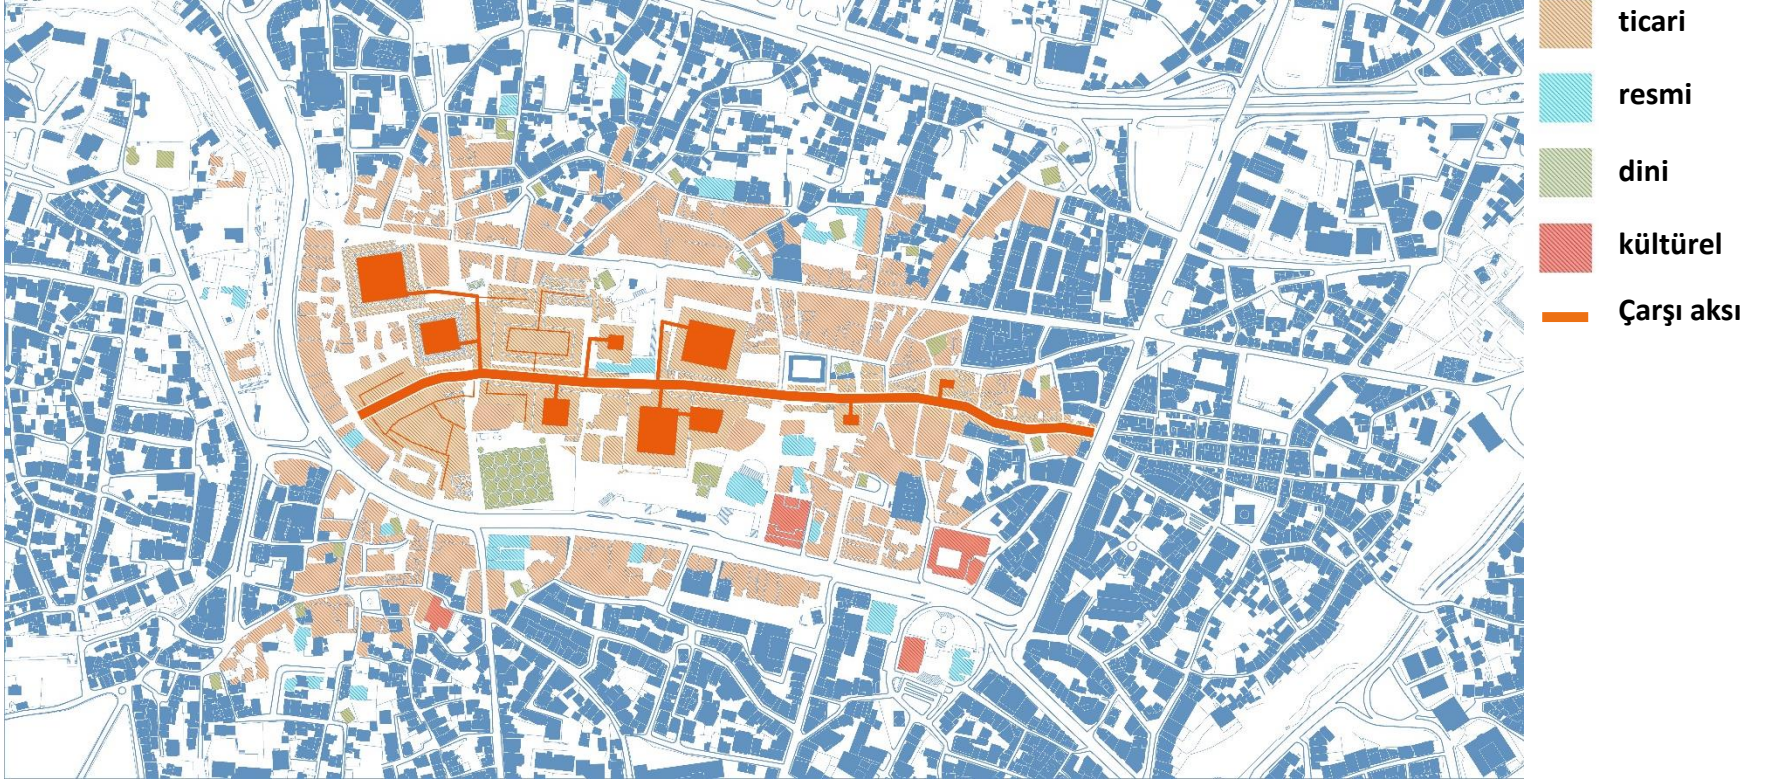 ticari
resmi
dini
kültürel
Çarşı aksı